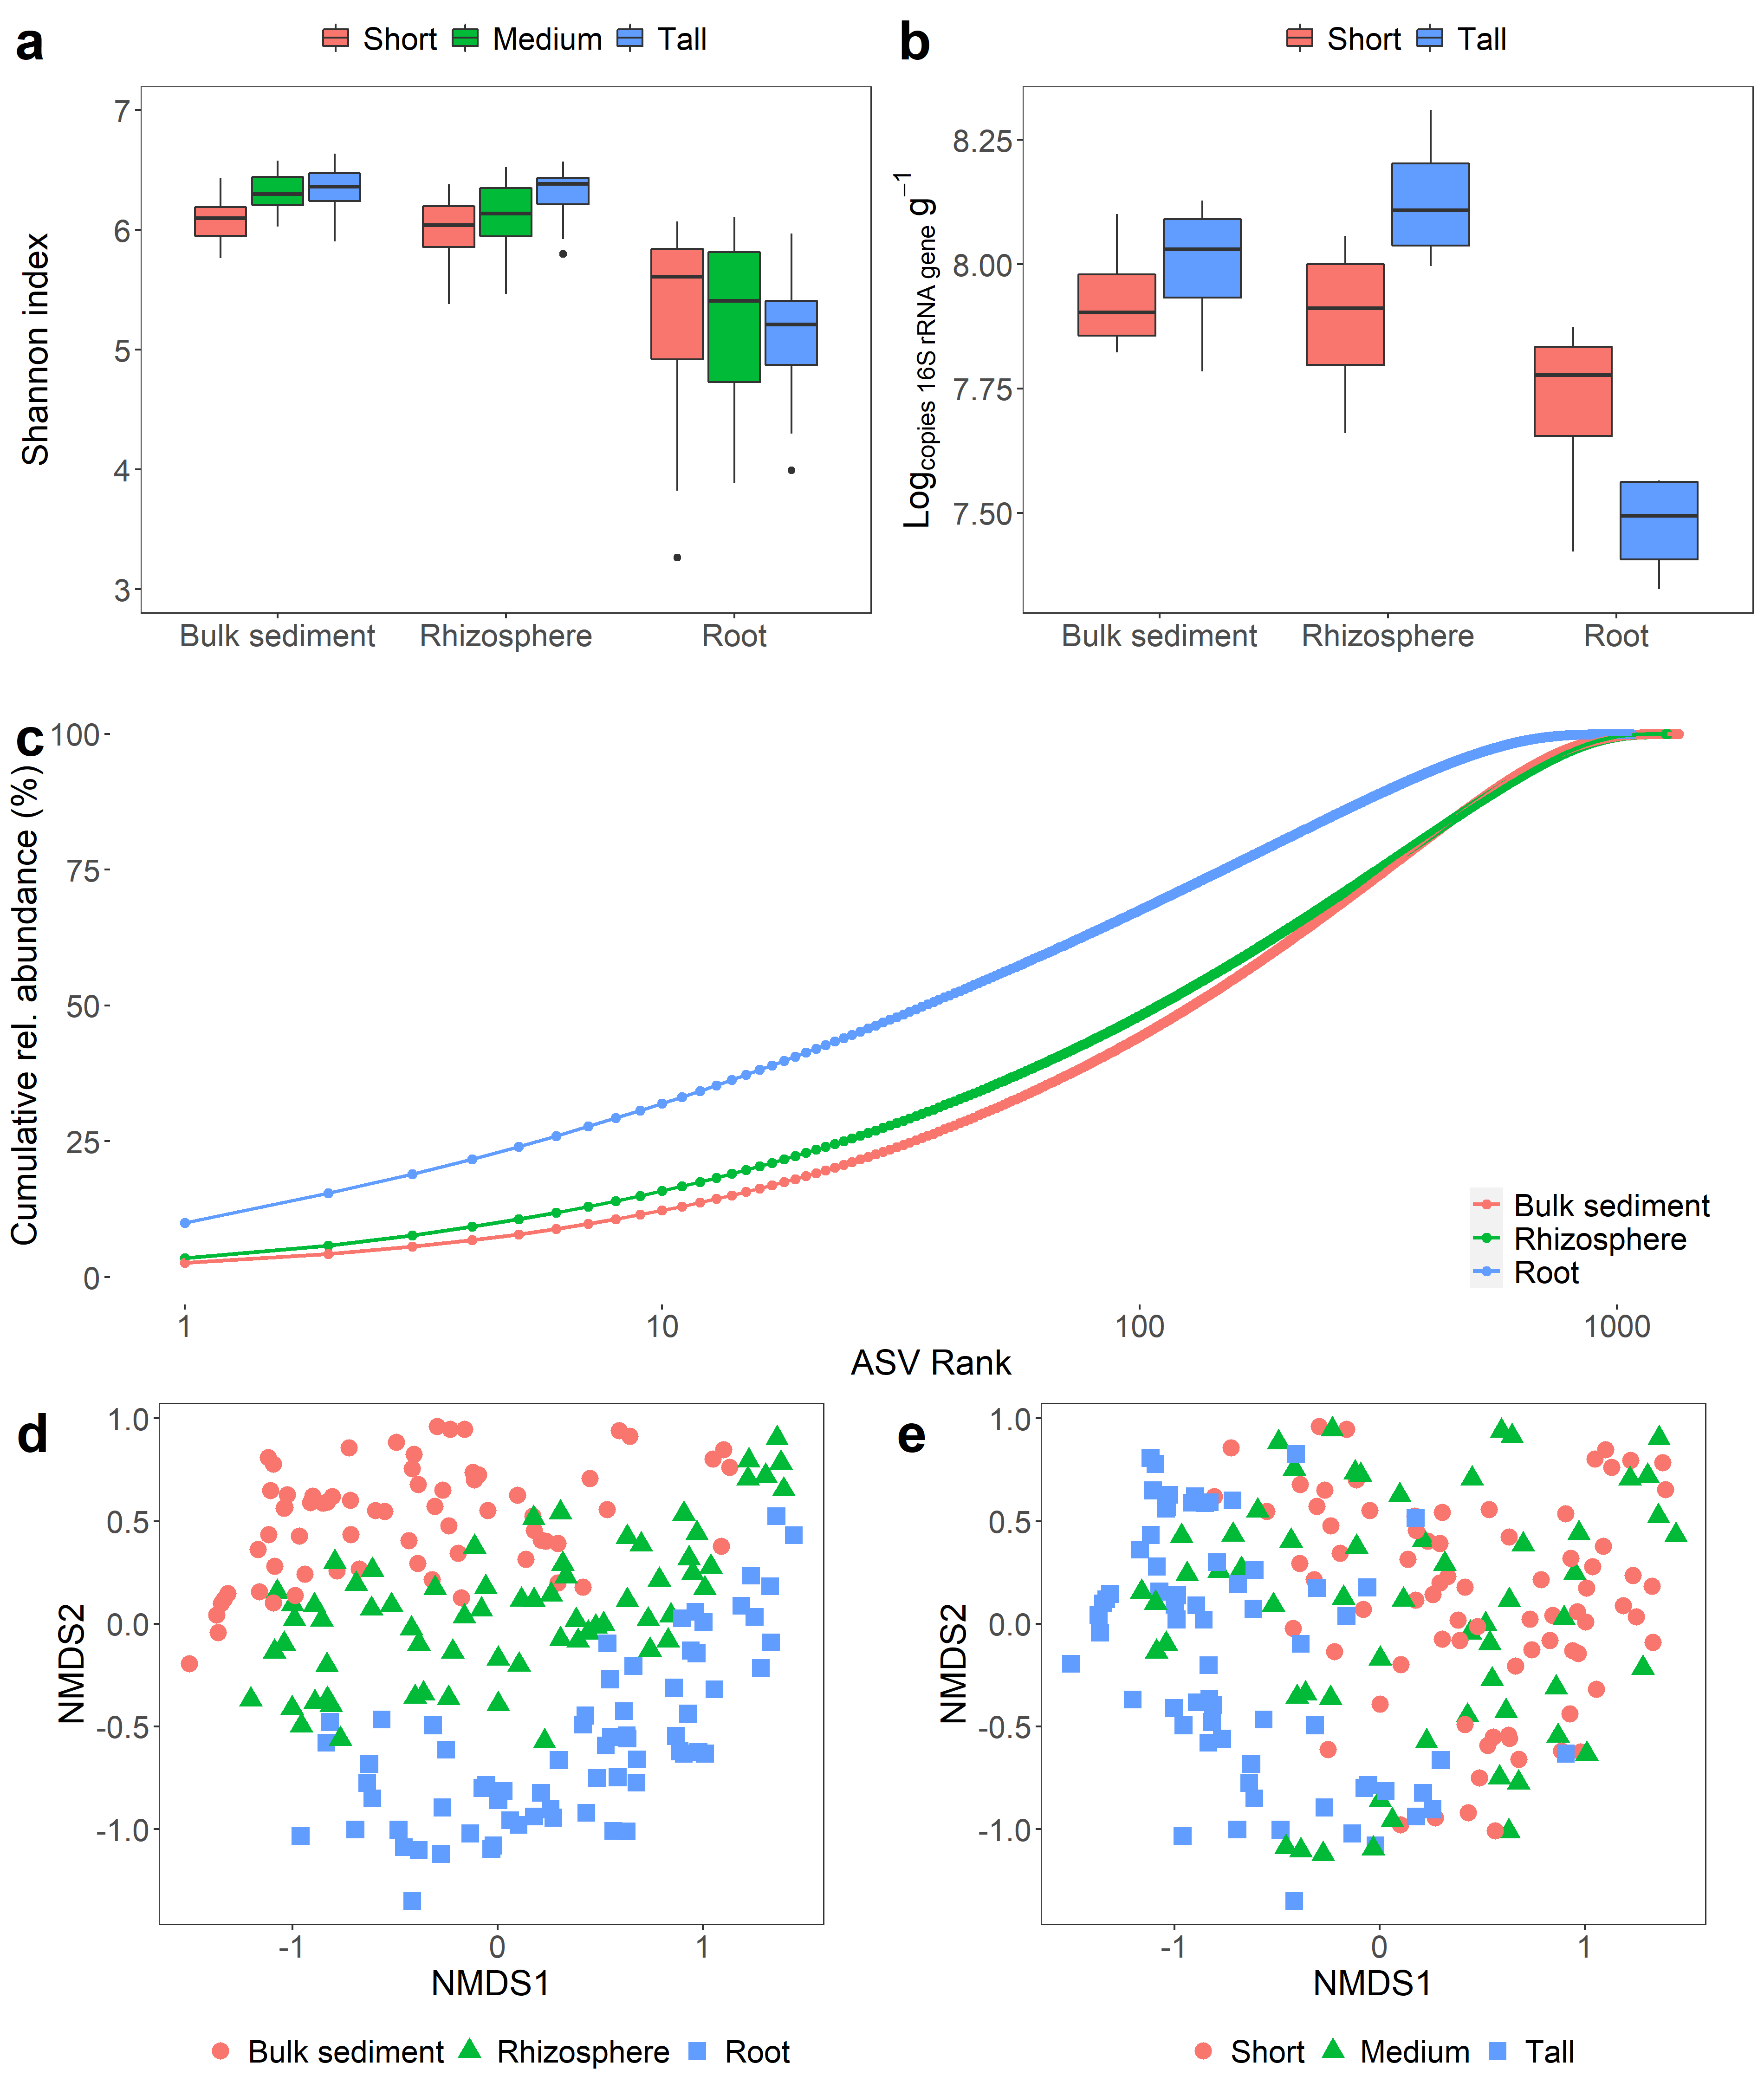 a
Short Medium Tall
Shannon index
7
6
5
4
3
Bulk sediment Rhizosphere Root
b
Short Tall
Log copies 16S rRNA gene g−1
8.25
8.00
7.75
7.50
Bulk sediment Rhizosphere Root
c
Cumulative rel. abundance (%)
100
75
50
25
0
1 10 100 1000
ASV Rank
Bulk sediment
Rhizosphere
Root
d
NMDS2
1.0
0.5
0.0
-0.5
-1.0
-1 0 1
NMDS1
Bulk sediment Rhizosphere Root
e
NMDS2
1.0
0.5
0.0
-0.5
-1.0
-1 0 1
NMDS1
Short Medium Tall